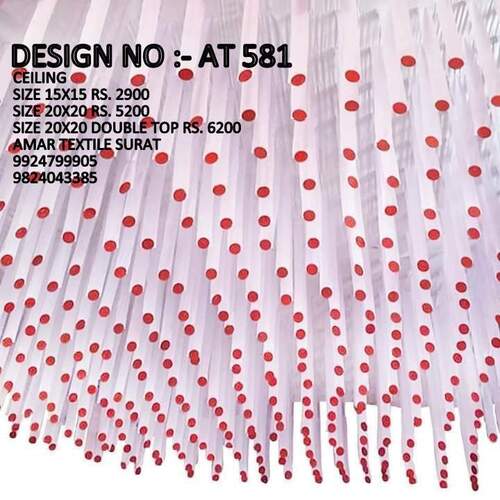 DESIGN NO :- AT 581
CEILING
SIZE 15X15 RS. 2900
SIZE 20X20 RS. 5200
SIZE 20X20 DOUBLE TOP RS. 6200
AMAR TEXTILE SURAT
9924799905
9824043385